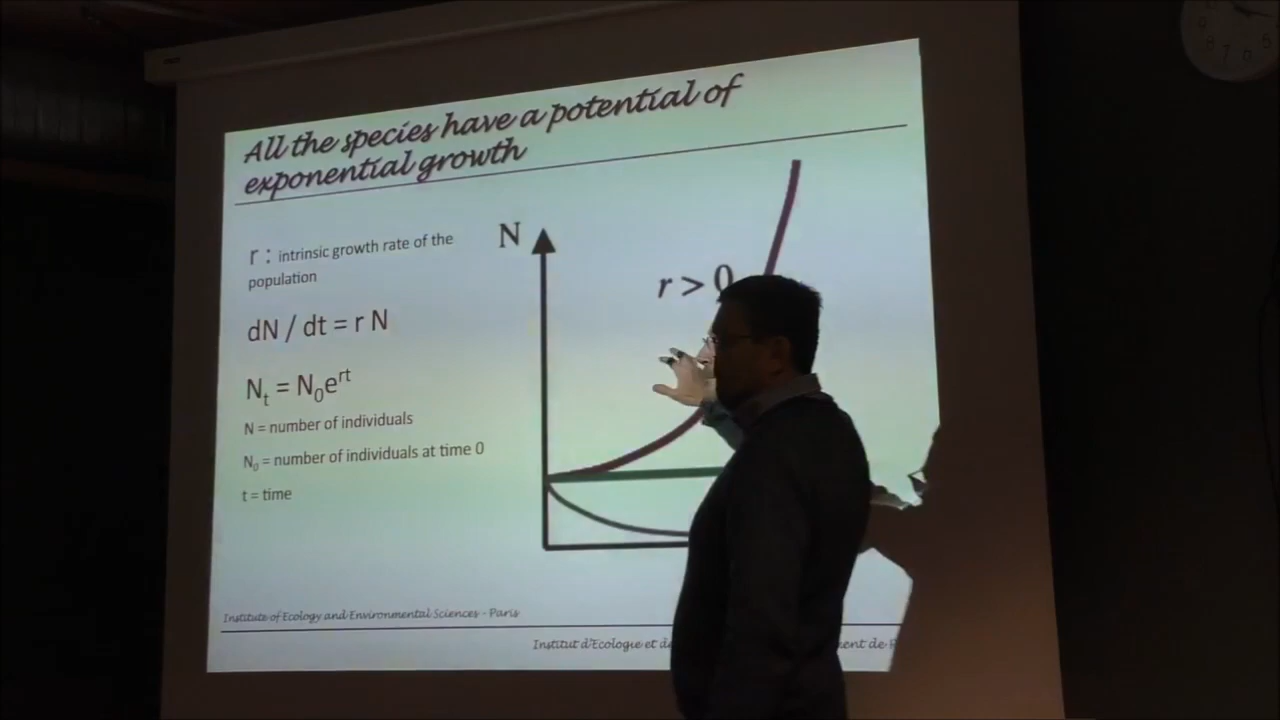 All the species have a potential of
exponential growth
r : intrinsic growth rate of the
population
dN / dt = r N
Nₜ = N₀eʳᵗ
N = number of individuals
N₀ = number of individuals at time 0
t = time
N
r > 0
Institute of Ecology and Environmental Sciences - Paris
Institut d'Ecologie et de